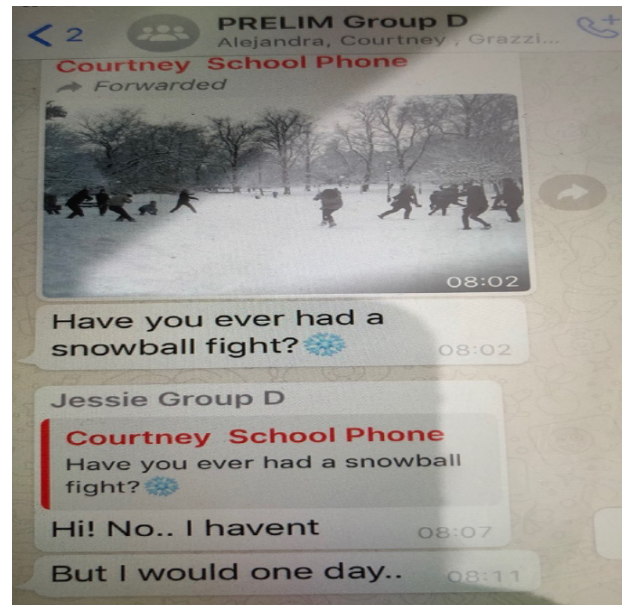 2
PRELIM Group D
Alejandra, Courtney , Grazzi...
Courtney School Phone
Forwarded
08:02
Have you ever had a
snowball fight?
08:02
Jessie Group D
Courtney School Phone
Have you ever had a snowball
fight?
Hi! No.. I havent
08:07
But I would one day..
08:11